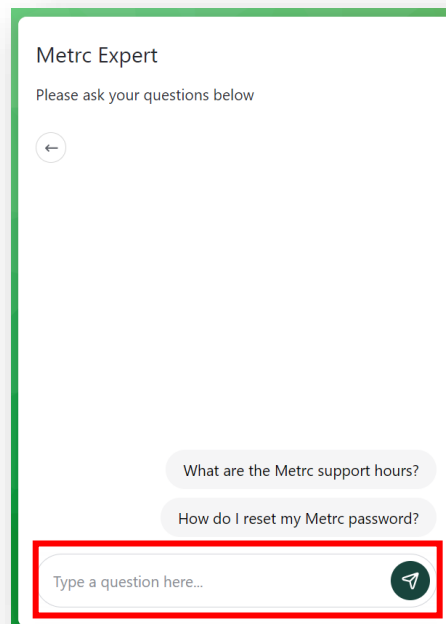 Metrc Expert
Please ask your questions below
What are the Metrc support hours?
How do I reset my Metrc password?
Type a question here...